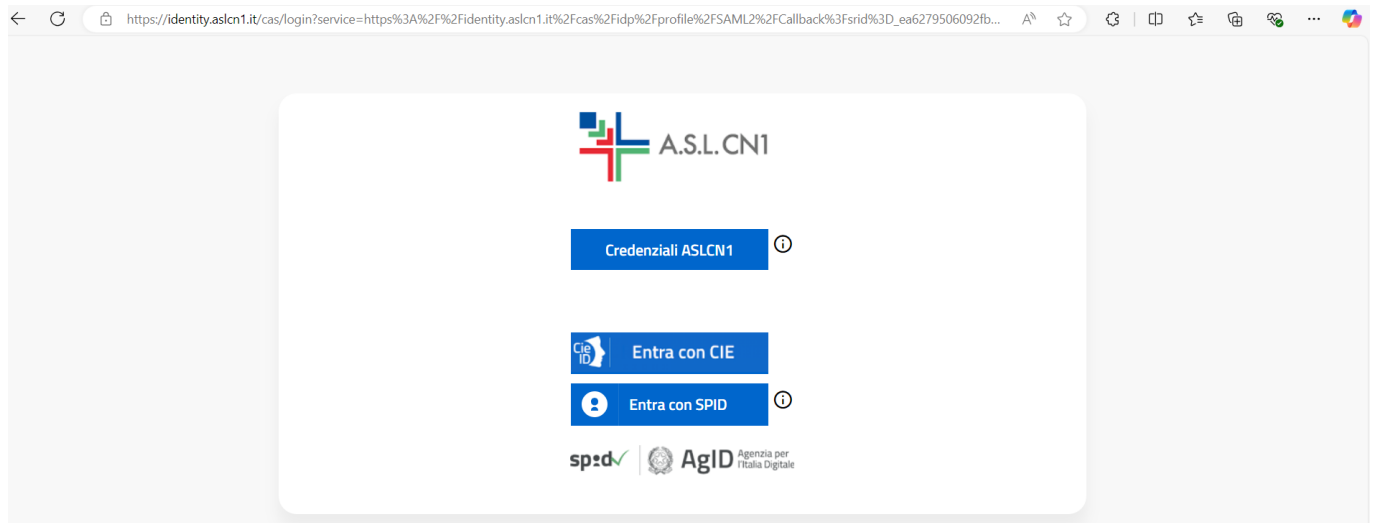 https://identity.aslcn1.it/cas/login?service=https%3A%2F%2Fidentity.aslcn1.it%2Fcas%2Fidp%2Fprofile%2FSAML2%2FCallback%3Fsrid%3D_ea6279506092fb...
A.S.L. CN1
Credenziali ASLCN1
Cie ID Entra con CIE
Entra con SPID
spid AgID Agenzia per l'Italia Digitale